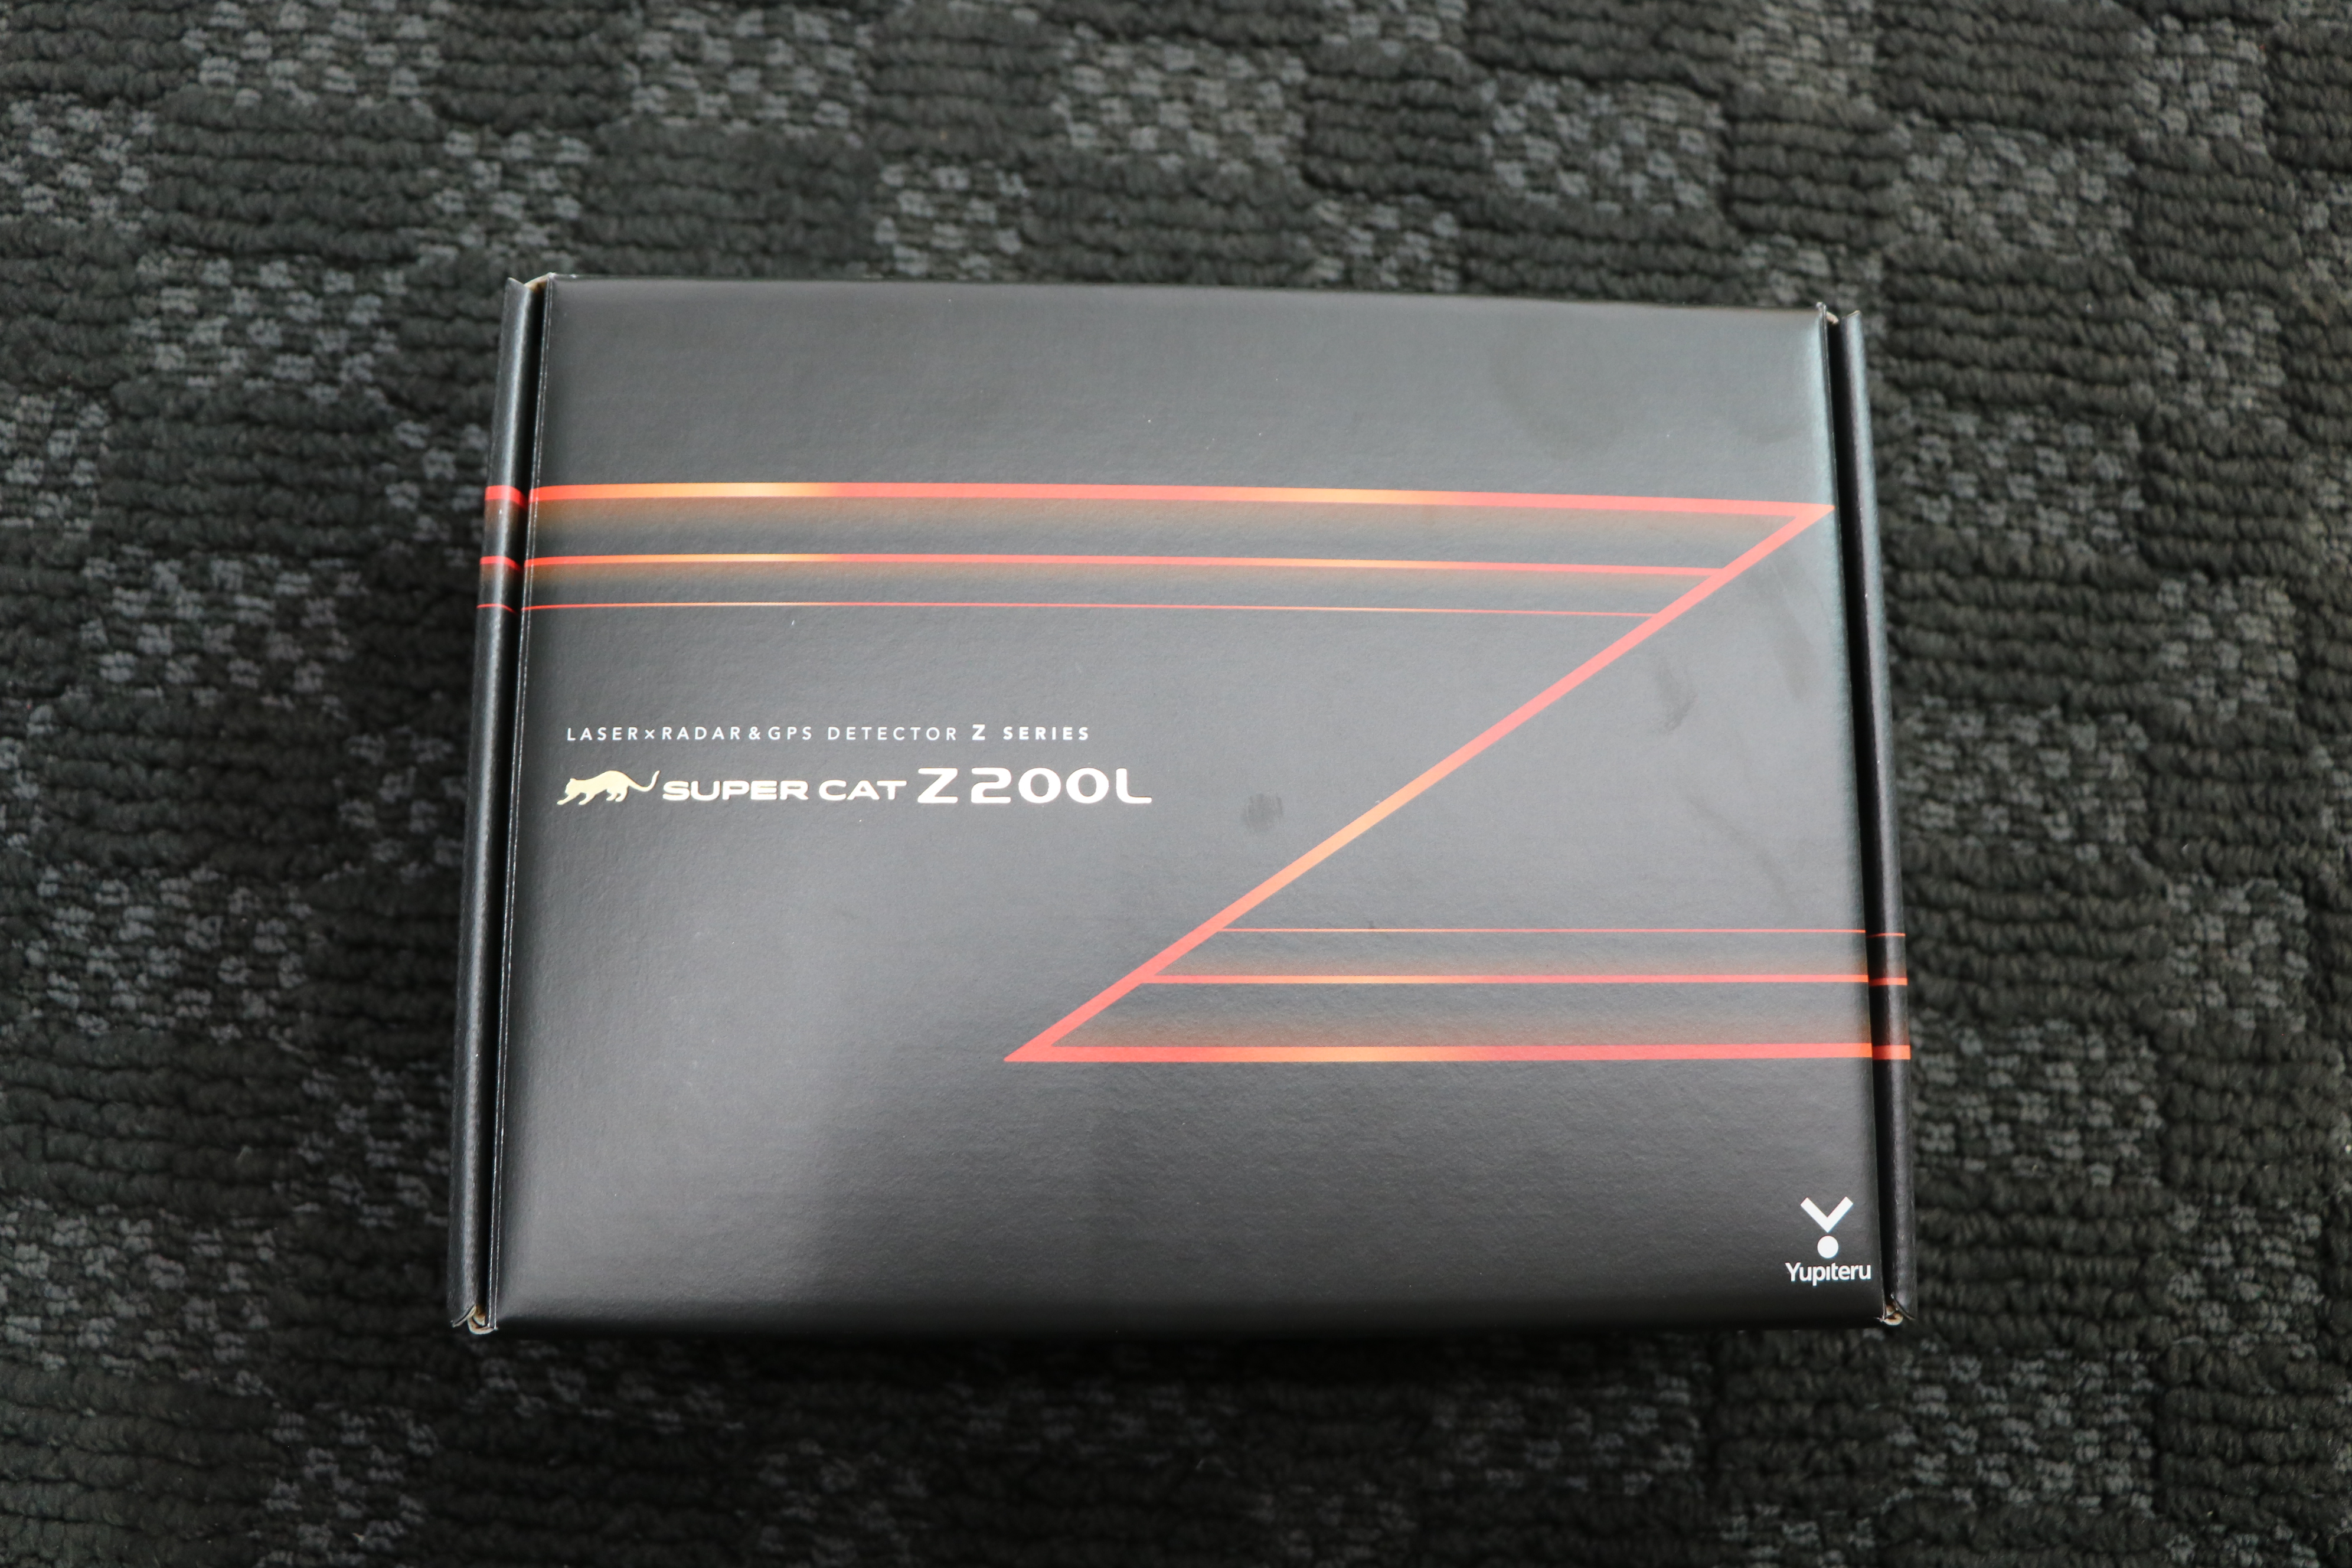 LASER×RADAR&GPS DETECTOR Z SERIES
SUPER CAT Z200L
Yupiteru